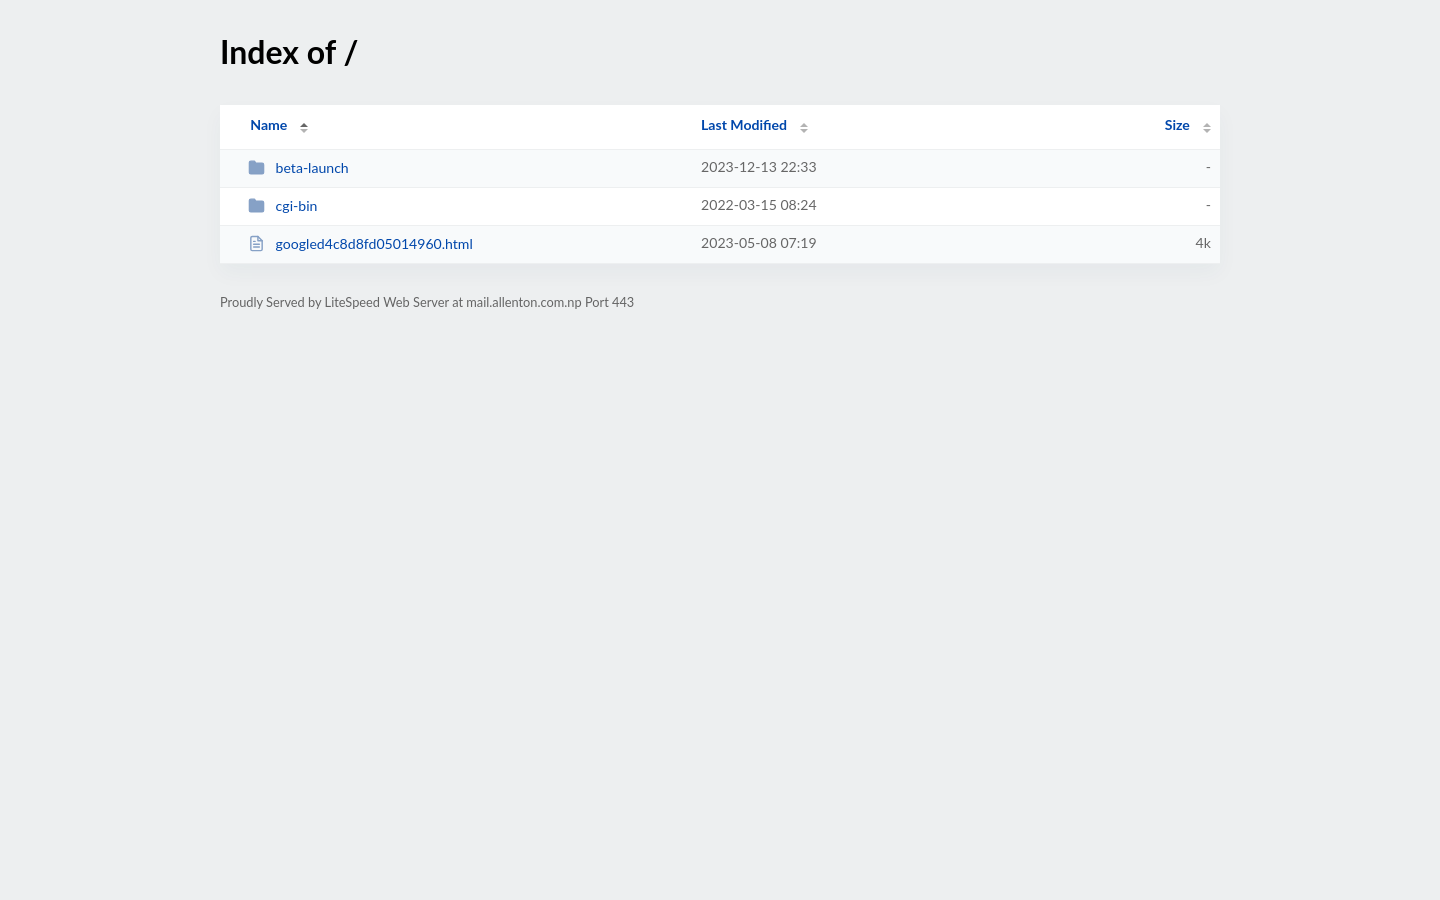 Index of /
Name Last Modified Size
beta-launch 2023-12-13 22:33 -
cgi-bin 2022-03-15 08:24 -
googled4c8d8fd05014960.html 2023-05-08 07:19 4k
Proudly Served by LiteSpeed Web Server at mail.allenton.com.np Port 443